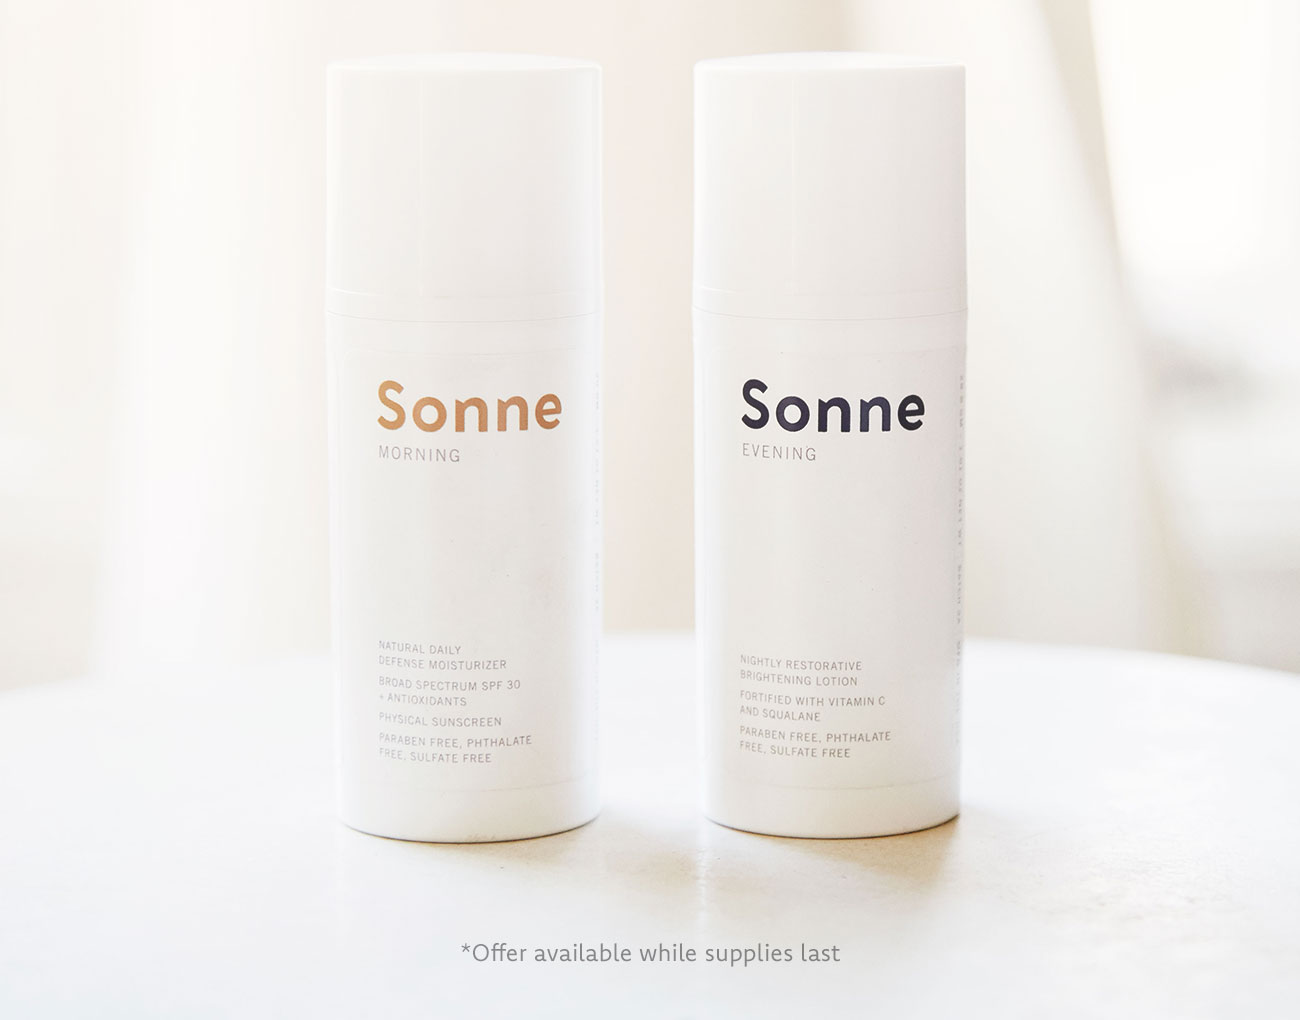 Sonne
MORNING
NATURAL DAILY
DEFENSE MOISTURIZER
BROAD SPECTRUM SPF 30
+ ANTIOXIDANTS
PHYSICAL SUNSCREEN
PARABEN FREE, PHTHALATE
FREE, SULFATE FREE
Sonne
EVENING
NIGHTLY RESTORATIVE
BRIGHTENING LOTION
FORTIFIED WITH VITAMIN C
AND SQUALANE
PARABEN FREE, PHTHALATE
FREE, SULFATE FREE
*Offer available while supplies last